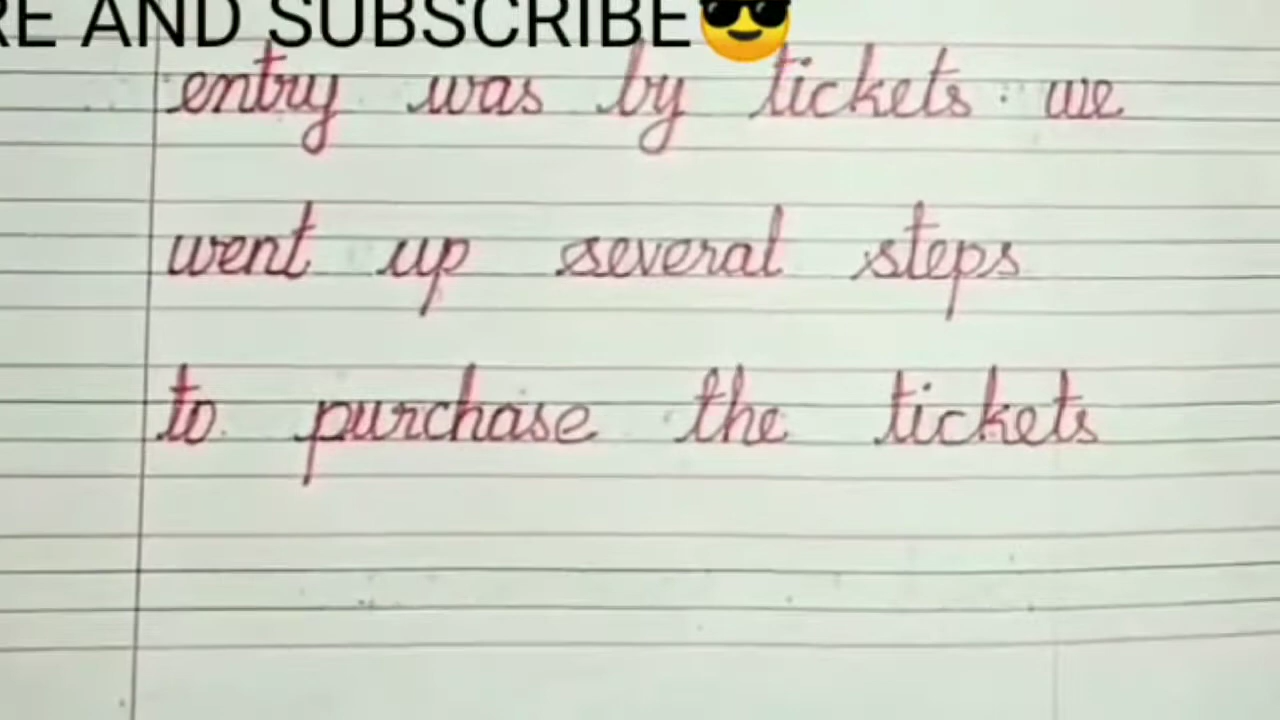 RE AND SUBSCRIBE😎
entry was by tickets. we
went up several steps
to purchase the tickets